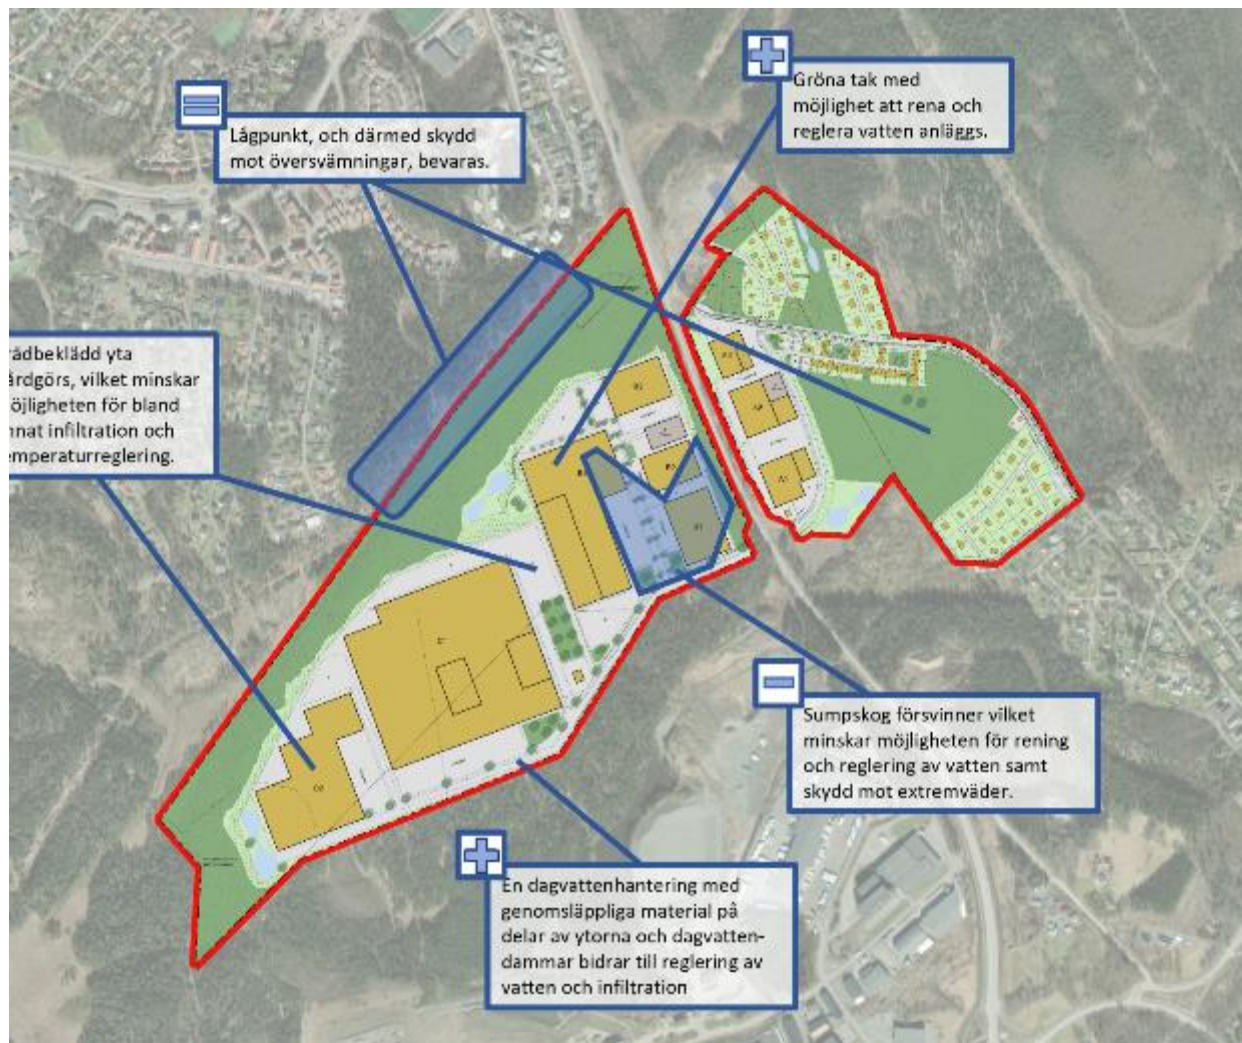 Gröna tak med
möjlighet att rena och
reglera vatten anläggs.
Lågpunkt, och därmed skydd
mot översvämningar, bevaras.
rädbeklädd yta
årdgörs, vilket minskar
öjligheten för bland
nnat infiltration och
emperaturreglering.
Sumpskog försvinner vilket
minskar möjligheten för rening
och reglering av vatten samt
skydd mot extremväder.
En dagvattenhantering med
genomsläppliga material på
delar av ytorna och dagvatten-
dammar bidrar till reglering av
vatten och infiltration